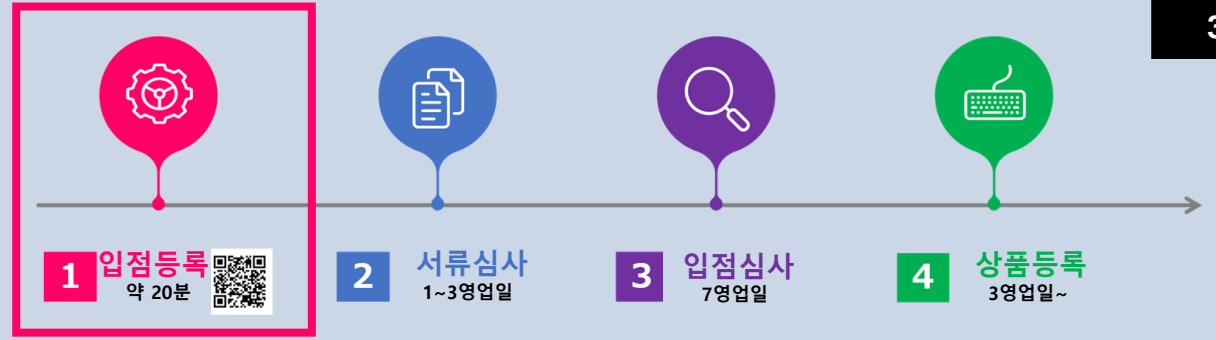 3
1 입점등록
약 20분
2 서류심사
1~3영업일
3 입점심사
7영업일
4 상품등록
3영업일~